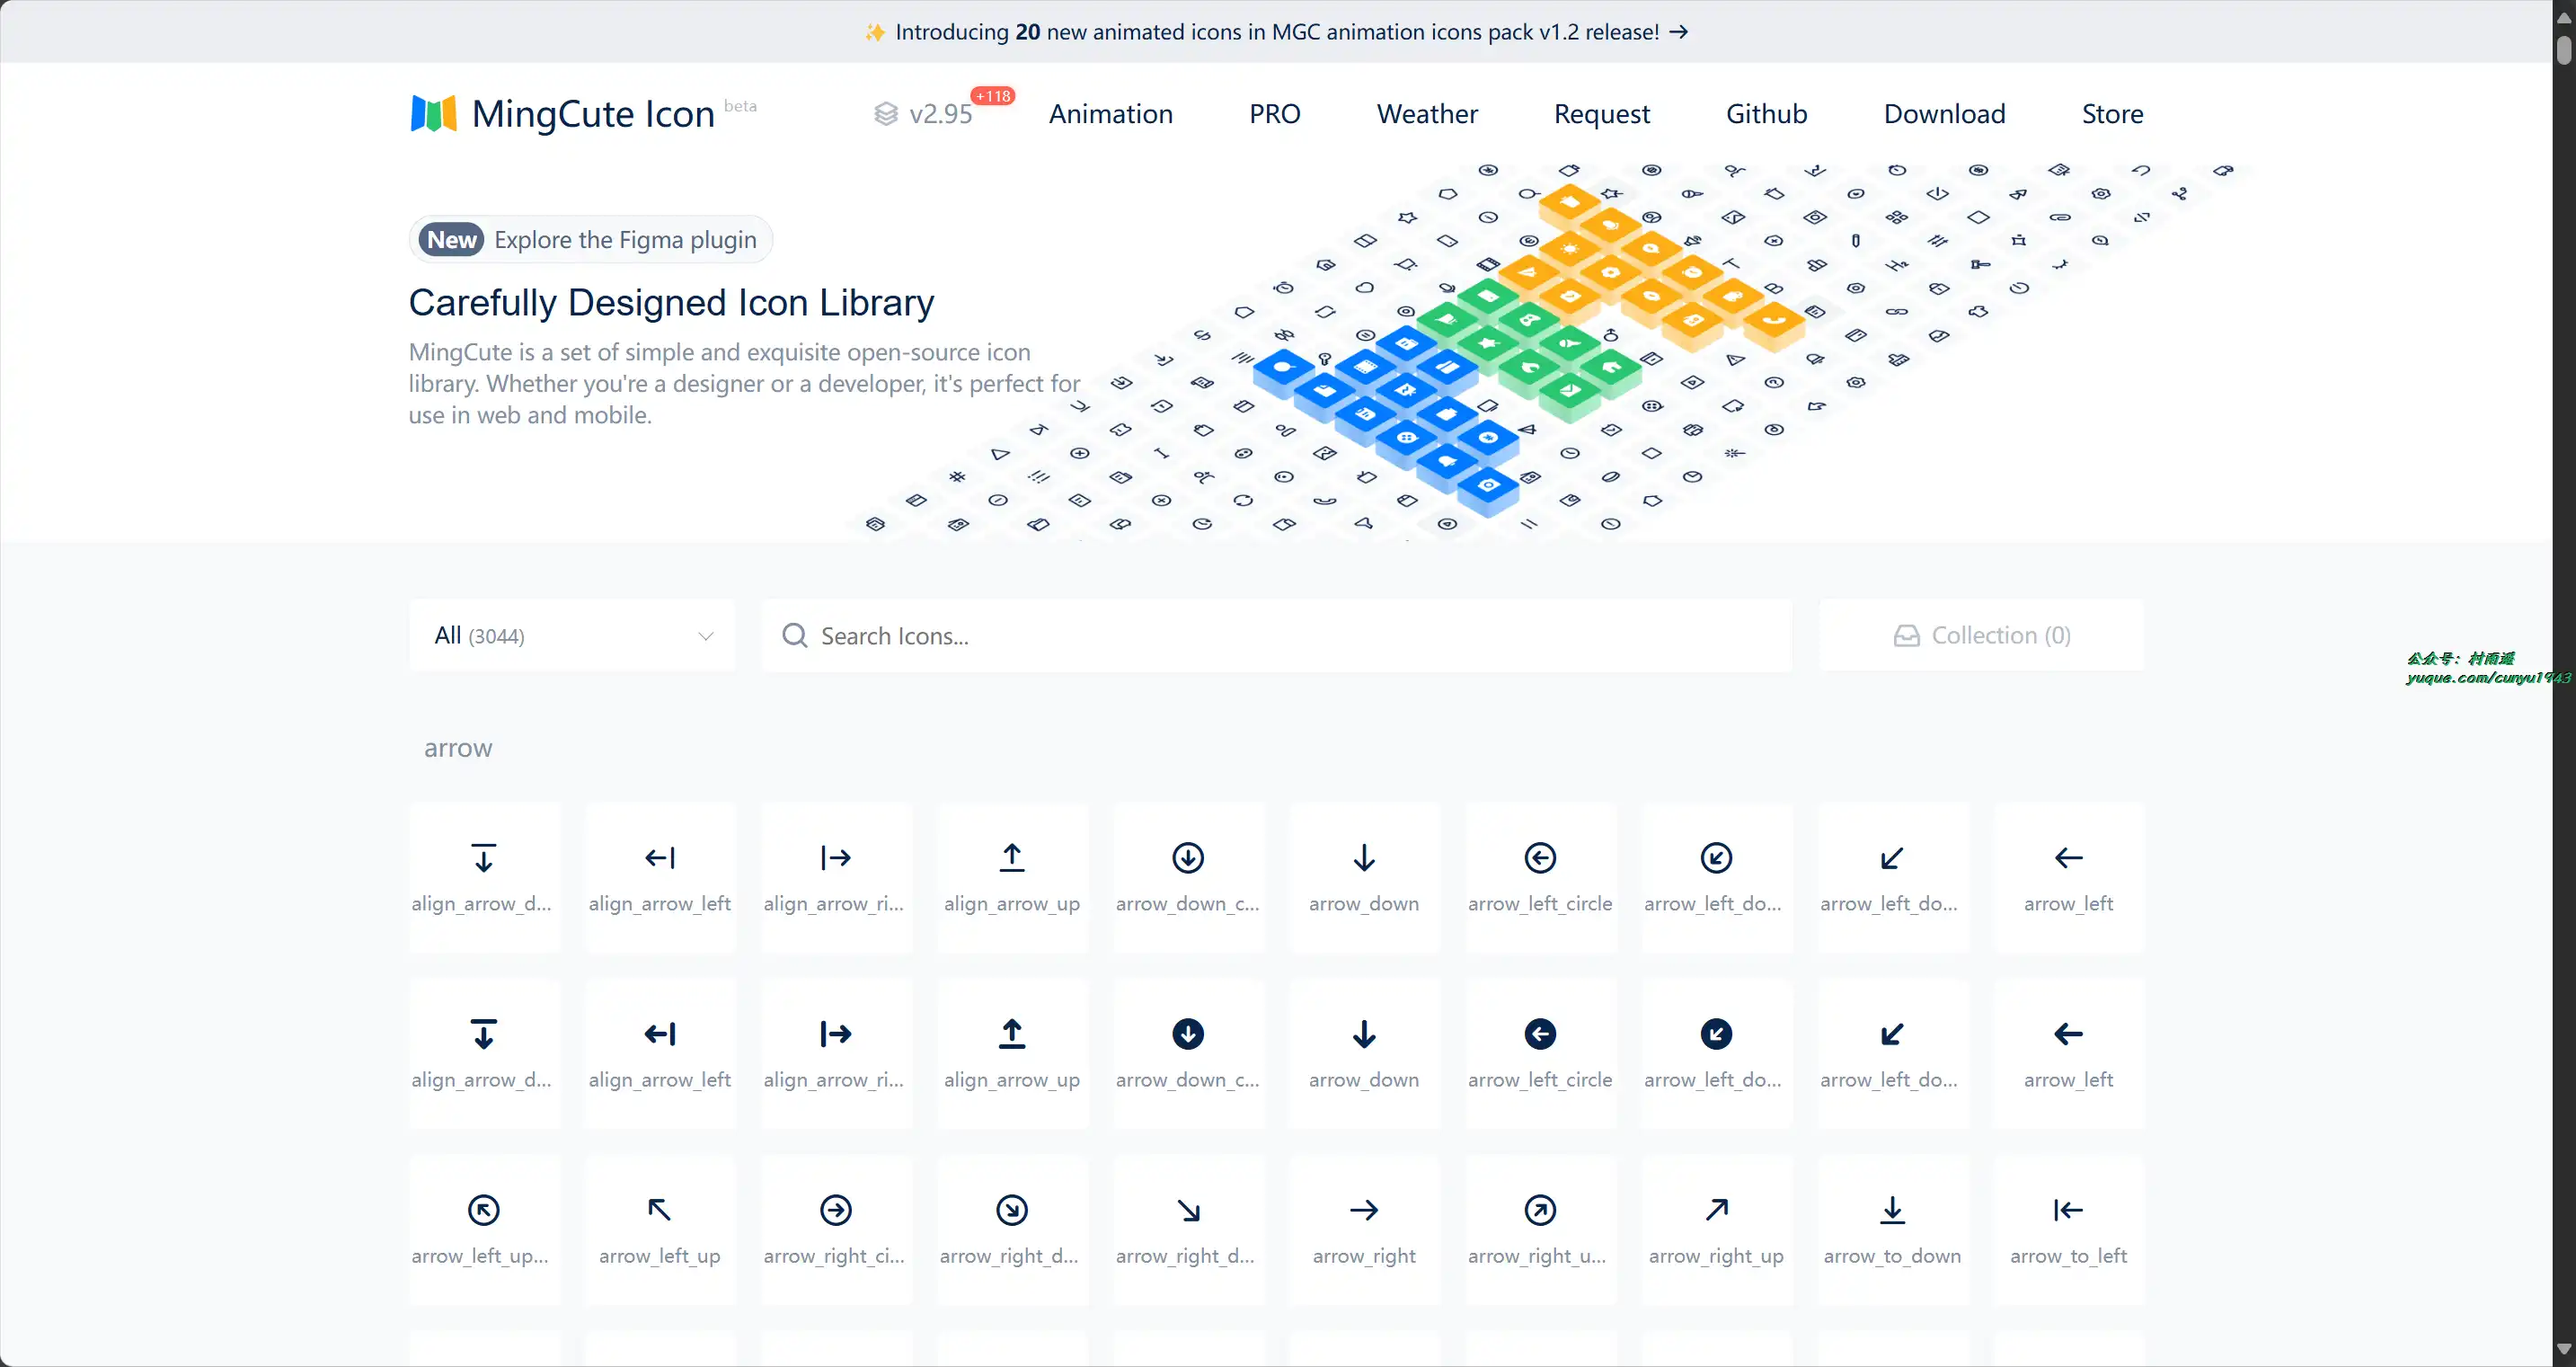 ✨ Introducing 20 new animated icons in MGC animation icons pack v1.2 release! →
MingCute Icon beta
v2.95 +118
Animation
PRO
Weather
Request
Github
Download
Store
New Explore the Figma plugin
Carefully Designed Icon Library
MingCute is a set of simple and exquisite open-source icon
library. Whether you're a designer or a developer, it's perfect for
use in web and mobile.
All (3044)
Search Icons...
Collection (0)
公众号：村雨遥
yuque.com/cunyu1943
arrow
align_arrow_d...
align_arrow_left
align_arrow_ri...
align_arrow_up
arrow_down_c...
arrow_down
arrow_left_circle
arrow_left_do...
arrow_left_do...
arrow_left
align_arrow_d...
align_arrow_left
align_arrow_ri...
align_arrow_up
arrow_down_c...
arrow_down
arrow_left_circle
arrow_left_do...
arrow_left_do...
arrow_left
arrow_left_up...
arrow_left_up
arrow_right_ci...
arrow_right_d...
arrow_right_d...
arrow_right
arrow_right_u...
arrow_right_up
arrow_to_down
arrow_to_left